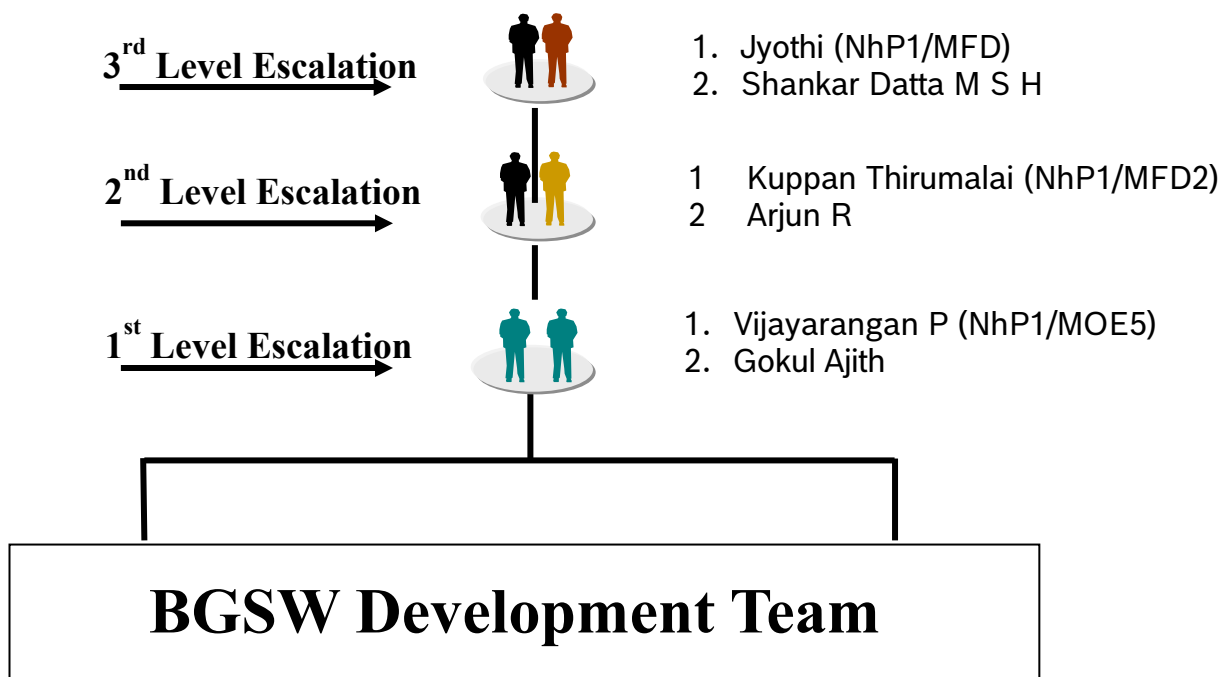 3rd Level Escalation
1. Jyothi (NhP1/MFD)
2. Shankar Datta M S H
2nd Level Escalation
1 Kuppan Thirumalai (NhP1/MFD2)
2 Arjun R
1st Level Escalation
1. Vijayarangan P (NhP1/MOE5)
2. Gokul Ajith
BGSW Development Team